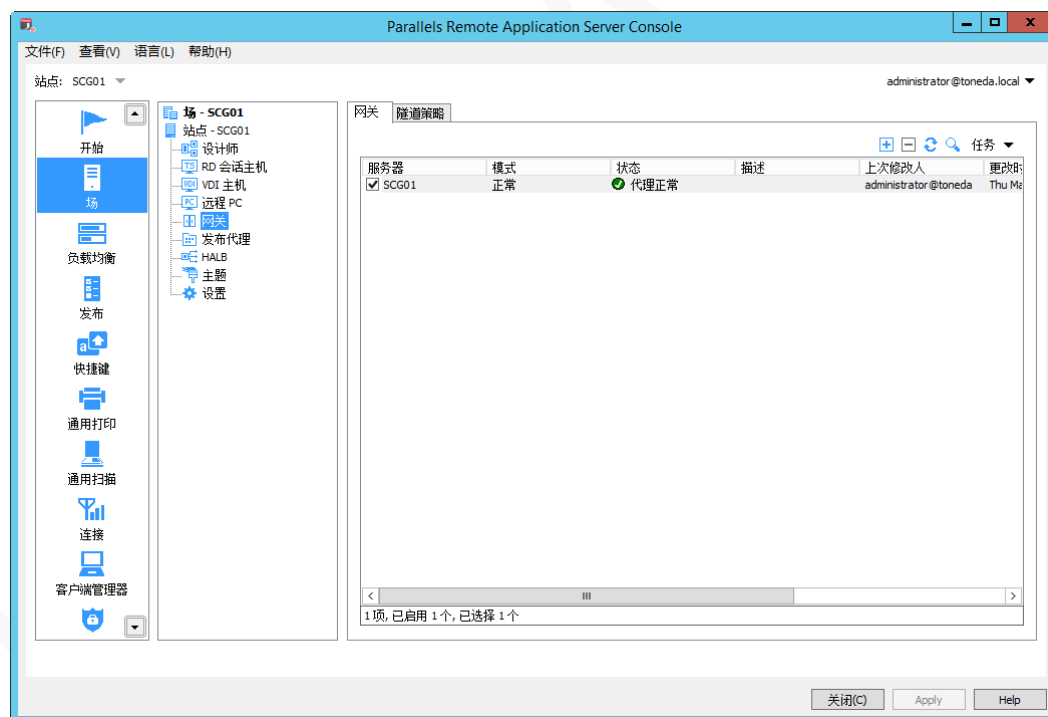 Parallels Remote Application Server Console
文件(F) 查看(V) 语言(L) 帮助(H)
站点: SCG01
administrator@toneda.local
开始
场
负载均衡
发布
快捷键
通用打印
通用扫描
连接
客户端管理器
场 - SCG01
站点 - SCG01
设计师
RD 会话主机
VDI 主机
远程 PC
网关
发布代理
HALB
主题
设置
网关 隧道策略
任务
服务器 模式 状态 描述 上次修改人 更改时
SCG01 正常 代理正常 administrator@toneda Thu Ma
1项, 已启用 1个, 已选择 1个
关闭(C) Apply Help